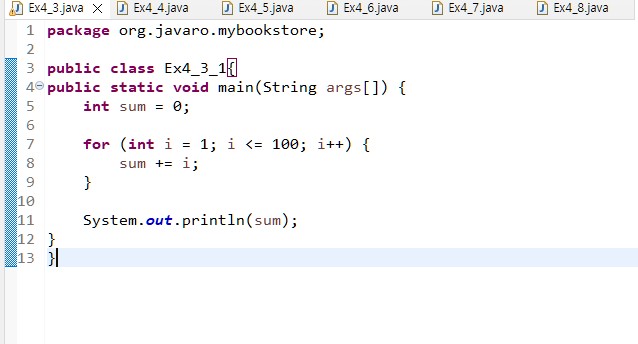 Ex4_3.java Ex4_4.java Ex4_5.java Ex4_6.java Ex4_7.java Ex4_8.java
1 package org.javaro.mybookstore;
2
3 public class Ex4_3_1{
4 public static void main(String args[]) {
5     int sum = 0;
6
7     for (int i = 1; i <= 100; i++) {
8         sum += i;
9     }
10
11     System.out.println(sum);
12 }
13 }